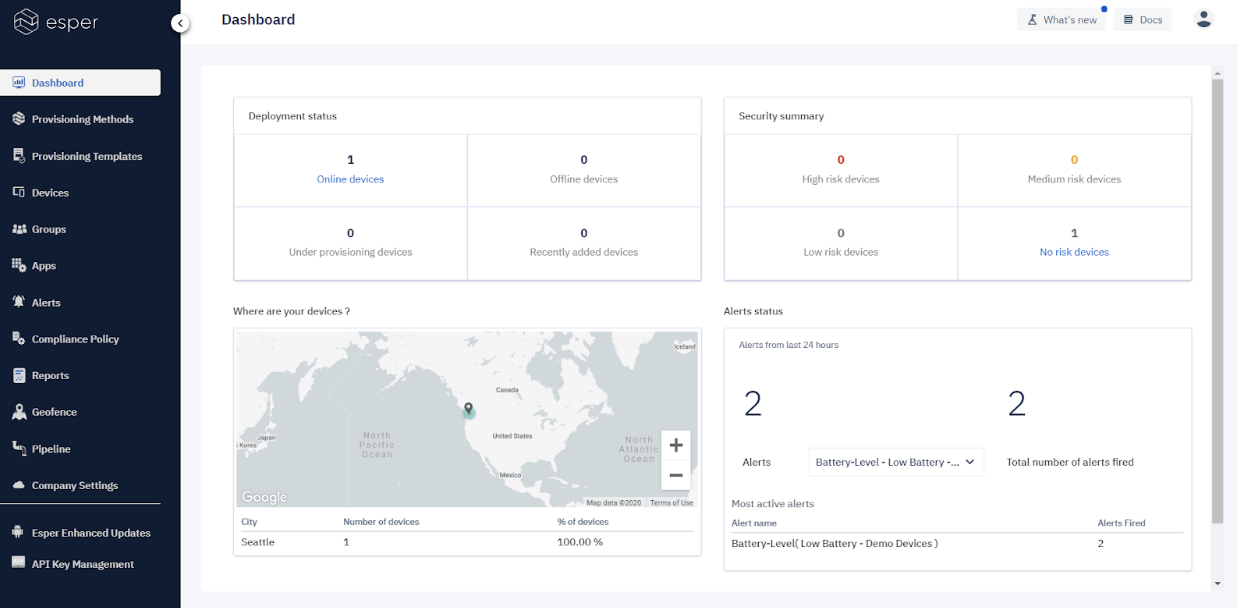 esper
Dashboard
What's new
Docs
Dashboard
Provisioning Methods
Provisioning Templates
Devices
Groups
Apps
Alerts
Compliance Policy
Reports
Geofence
Pipeline
Company Settings
Esper Enhanced Updates
API Key Management
Deployment status
1
Online devices
0
Offline devices
0
Under provisioning devices
0
Recently added devices
Security summary
0
High risk devices
0
Medium risk devices
0
Low risk devices
1
No risk devices
Where are your devices ?
Iceland
Canada
United States
Mexico
North
Pacific
Ocean
North
Atlantic
Ocean
Japan
Korea
+
−
Google
Map data ©2020 Terms of Use
City Number of devices % of devices
Seattle 1 100.00 %
Alerts status
Alerts from last 24 hours
2 2
Alerts Battery-Level - Low Battery -... Total number of alerts fired
Most active alerts
Alert name Alerts Fired
Battery-Level( Low Battery - Demo Devices ) 2